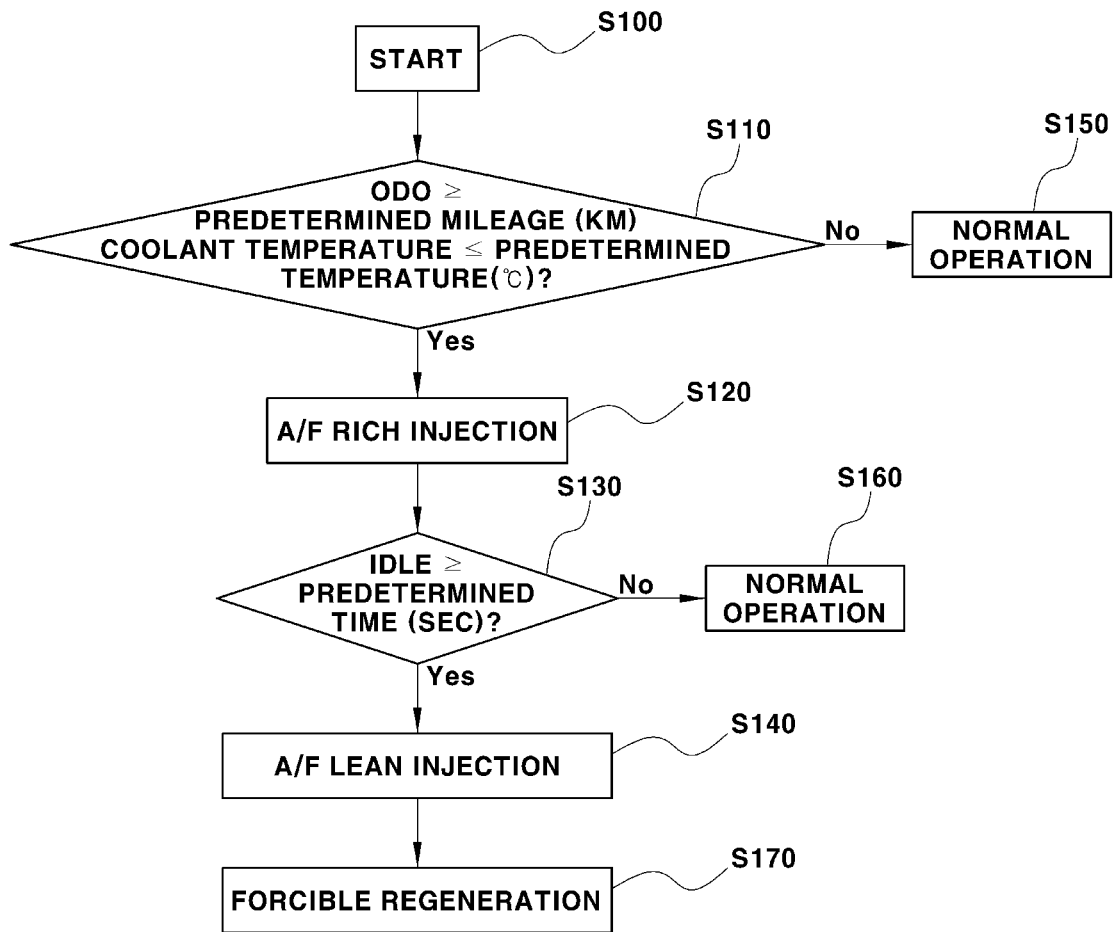 S100
START
S110
S150
ODO ≥
PREDETERMINED MILEAGE (KM)
COOLANT TEMPERATURE ≤ PREDETERMINED
TEMPERATURE(℃)?
No
NORMAL
OPERATION
Yes
S120
A/F RICH INJECTION
S130
S160
IDLE ≥
PREDETERMINED
TIME (SEC)?
No
NORMAL
OPERATION
Yes
S140
A/F LEAN INJECTION
S170
FORCIBLE REGENERATION